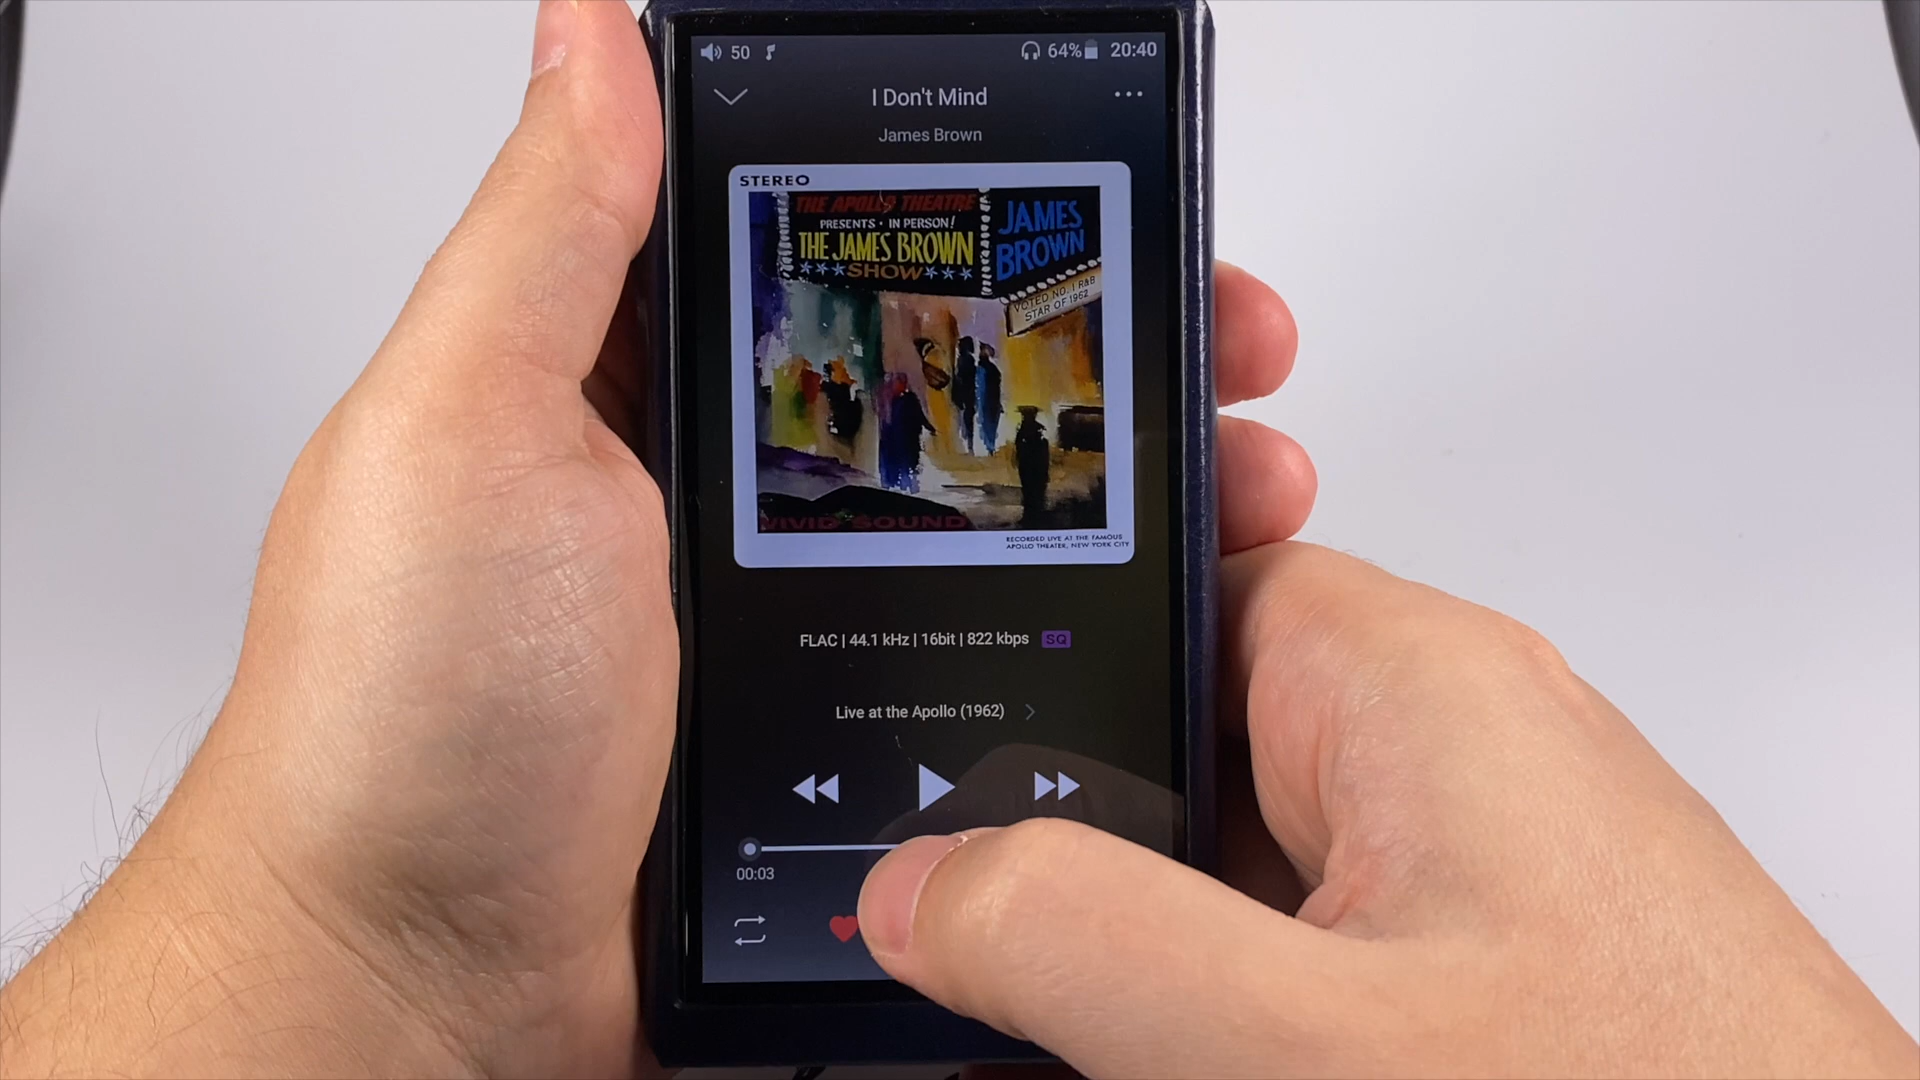 50
64% 20:40
I Don't Mind
James Brown
STEREO
THE APOLLO THEATRE
PRESENTS · IN PERSON!
THE JAMES BROWN
★★★SHOW★★★
JAMES
BROWN
VOTED NO. 1 R&B
STAR OF 1962
VIVID SOUND
RECORDED LIVE AT THE FAMOUS
APOLLO THEATER, NEW YORK CITY
FLAC | 44.1 kHz | 16bit | 822 kbps SQ
Live at the Apollo (1962)
00:03